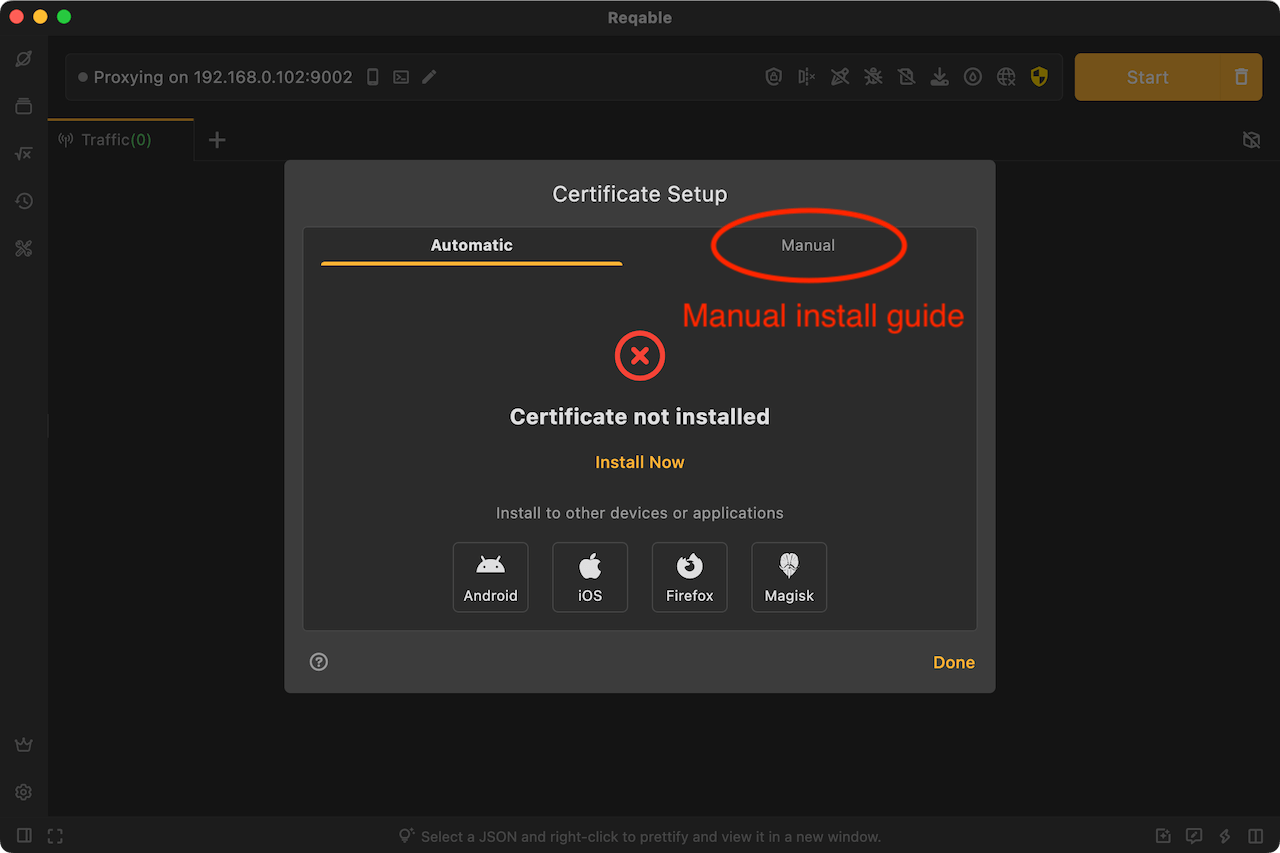 Reqable
Proxying on 192.168.0.102:9002
Start
Traffic(0)
Certificate Setup
Automatic
Manual
Manual install guide
Certificate not installed
Install Now
Install to other devices or applications
Android
iOS
Firefox
Magisk
Done
Select a JSON and right-click to prettify and view it in a new window.